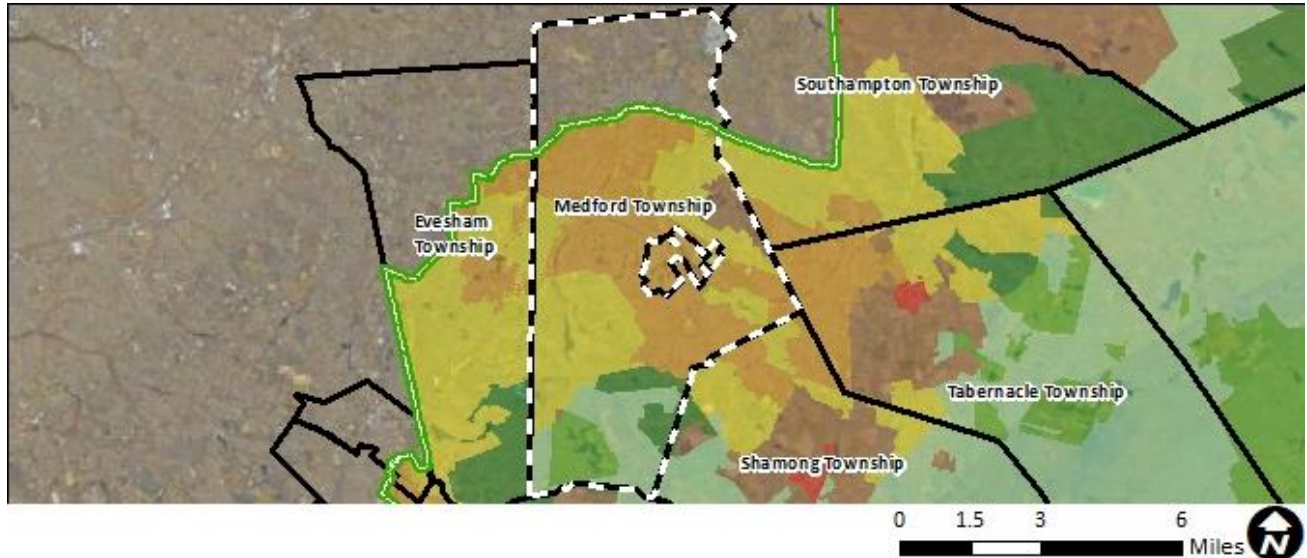 Southampton Township
Medford Township
Evesham
Township
Tabernacle Township
Shamong Township
0 1.5 3 6
Miles
N